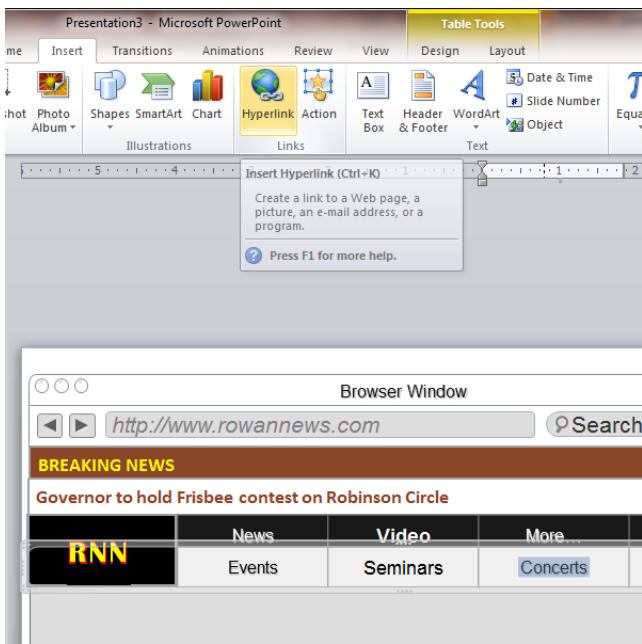 Presentation3 - Microsoft PowerPoint
Table Tools
ome Insert Transitions Animations Review View Design Layout
hot Photo Album Shapes SmartArt Chart Hyperlink Action Text Box Header & Footer WordArt Date & Time
Slide Number
Object
Equa
Illustrations Links Text
5 4 1 1 2
Insert Hyperlink (Ctrl+K)
Create a link to a Web page, a
picture, an e-mail address, or a
program.
Press F1 for more help.
Browser Window
http://www.rowannews.com Search
BREAKING NEWS
Governor to hold Frisbee contest on Robinson Circle
RNN
News Video More...
Events Seminars Concerts